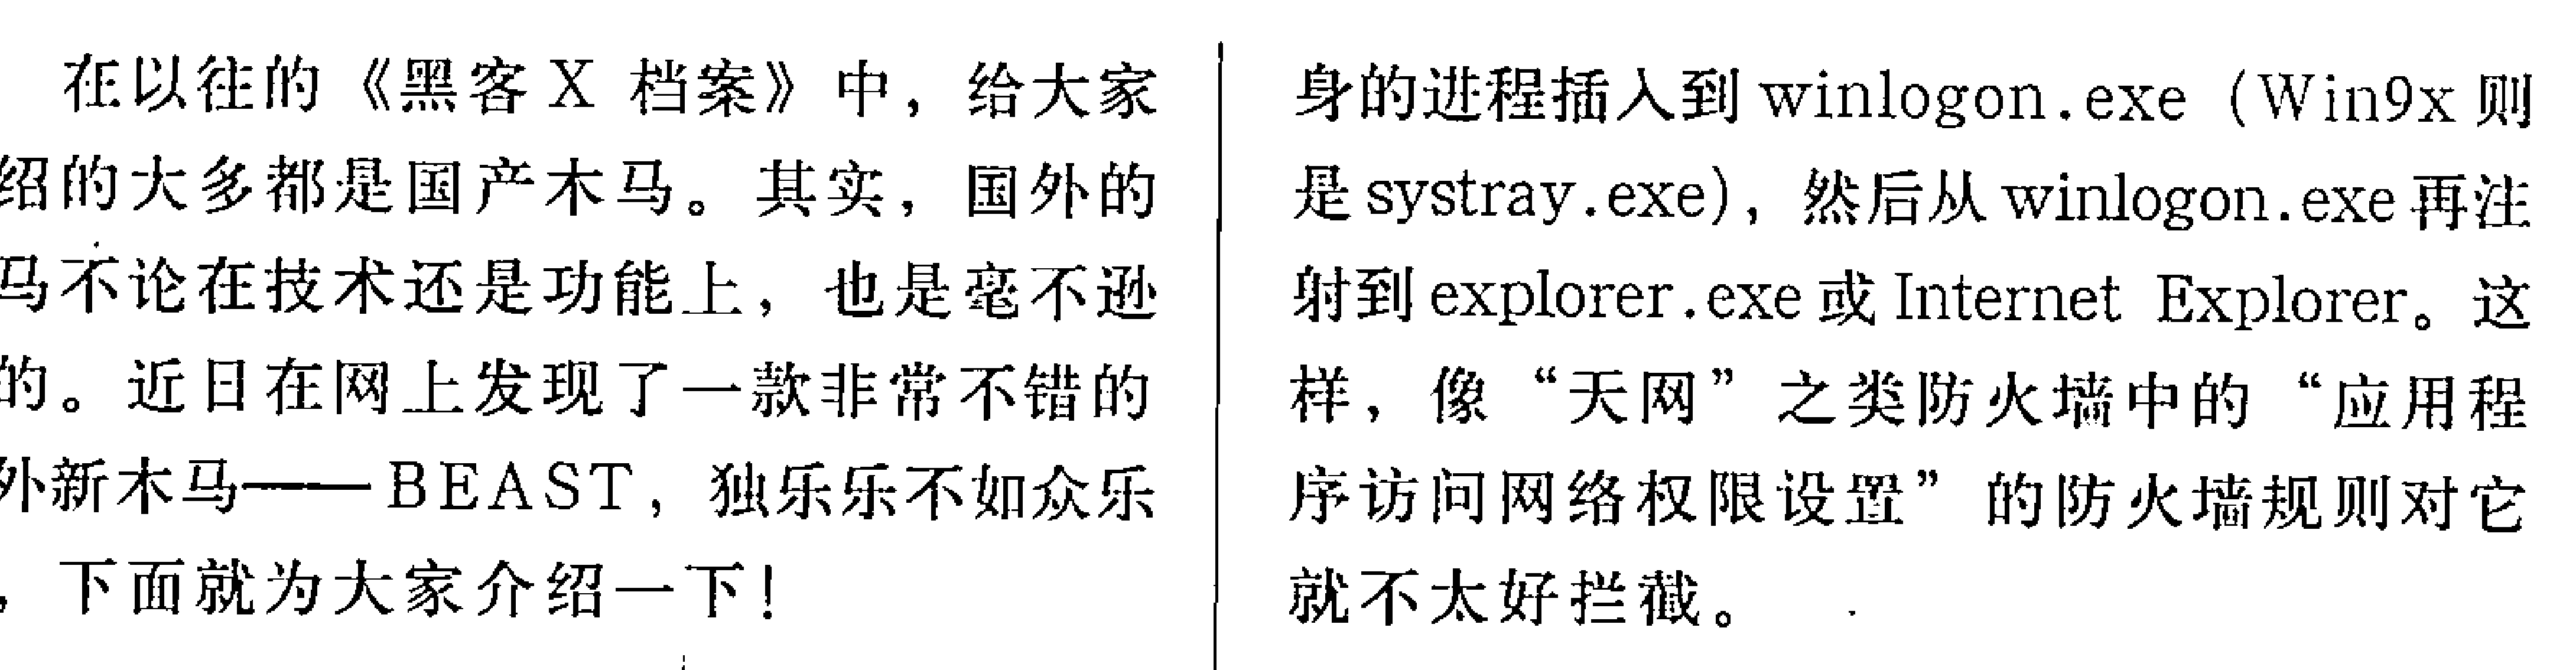 在以往的《黑客X 档案》中，给大家
绍的大多都是国产木马。其实，国外的
马不论在技术还是功能上，也是毫不逊
的。近日在网上发现了一款非常不错的
外新木马——BEAST，独乐乐不如众乐
，下面就为大家介绍一下！
身的进程插入到winlogon.exe（Win9x则
是systray.exe），然后从winlogon.exe再注
射到explorer.exe或Internet Explorer。这
样，像“天网”之类防火墙中的“应用程
序访问网络权限设置”的防火墙规则对它
就不太好拦截。